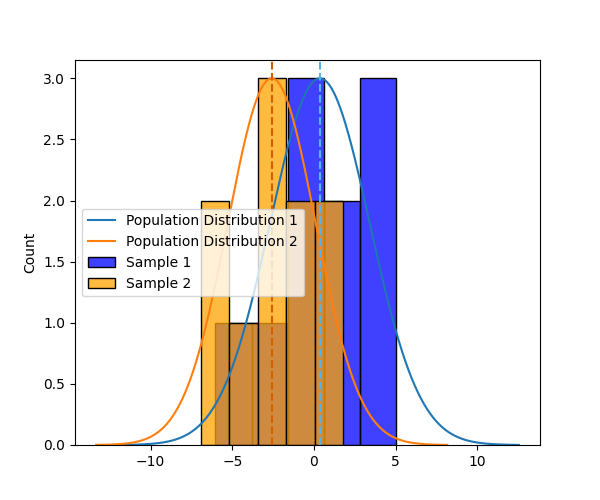 3.0
2.5
2.0
1.5
1.0
0.5
0.0
Count
Population Distribution 1
Population Distribution 2
Sample 1
Sample 2
−10 −5 0 5 10